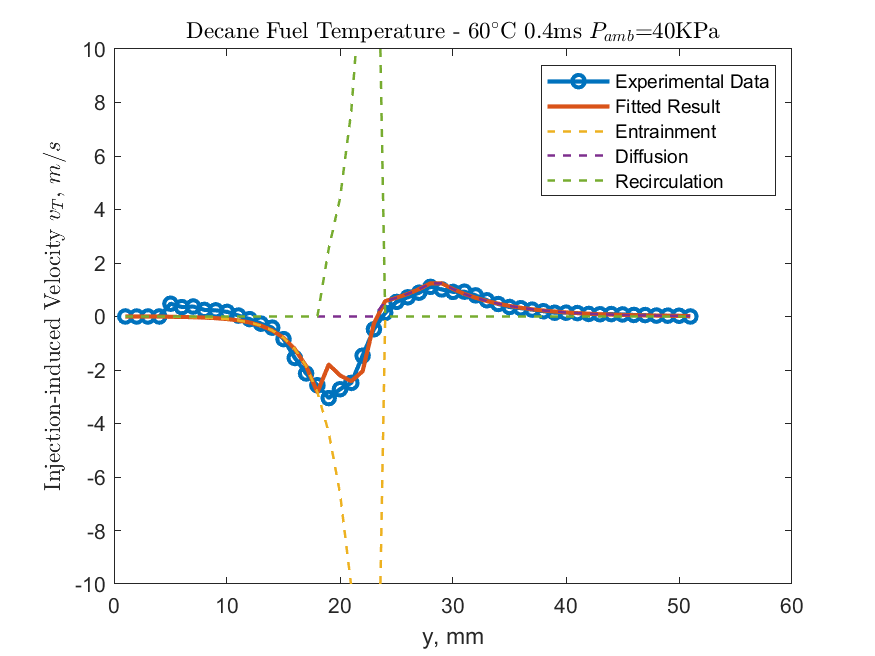 Decane Fuel Temperature - 60°C 0.4ms P_amb=40KPa
Experimental Data
Fitted Result
Entrainment
Diffusion
Recirculation
Injection-induced Velocity v_T, m/s
10
8
6
4
2
0
-2
-4
-6
-8
-10
0 10 20 30 40 50 60
y, mm